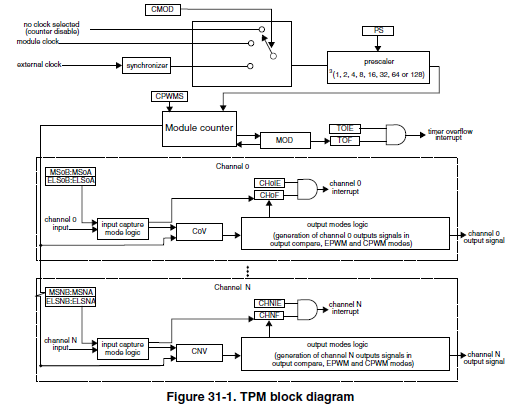 CMOD
no clock selected
(counter disable)
module clock
external clock
synchronizer
PS
prescaler
3(1, 2, 4, 8, 16, 32, 64 or 128)
CPWMS
Module counter
MOD
TOIE
TOF
timer overflow
interrupt
Channel 0
MS0B:MS0A
ELS0B:ELS0A
channel 0
input
input capture
mode logic
C0V
CH0IE
CH0F
channel 0
interrupt
output modes logic
(generation of channel 0 outputs signals in
output compare, EPWM and CPWM modes)
channel 0
output signal
Channel N
MSNB:MSNA
ELSNB:ELSNA
channel N
input
input capture
mode logic
CNV
CHNIE
CHNF
channel N
interrupt
output modes logic
(generation of channel N outputs signals in
output compare, EPWM and CPWM modes)
channel N
output signal
Figure 31-1. TPM block diagram